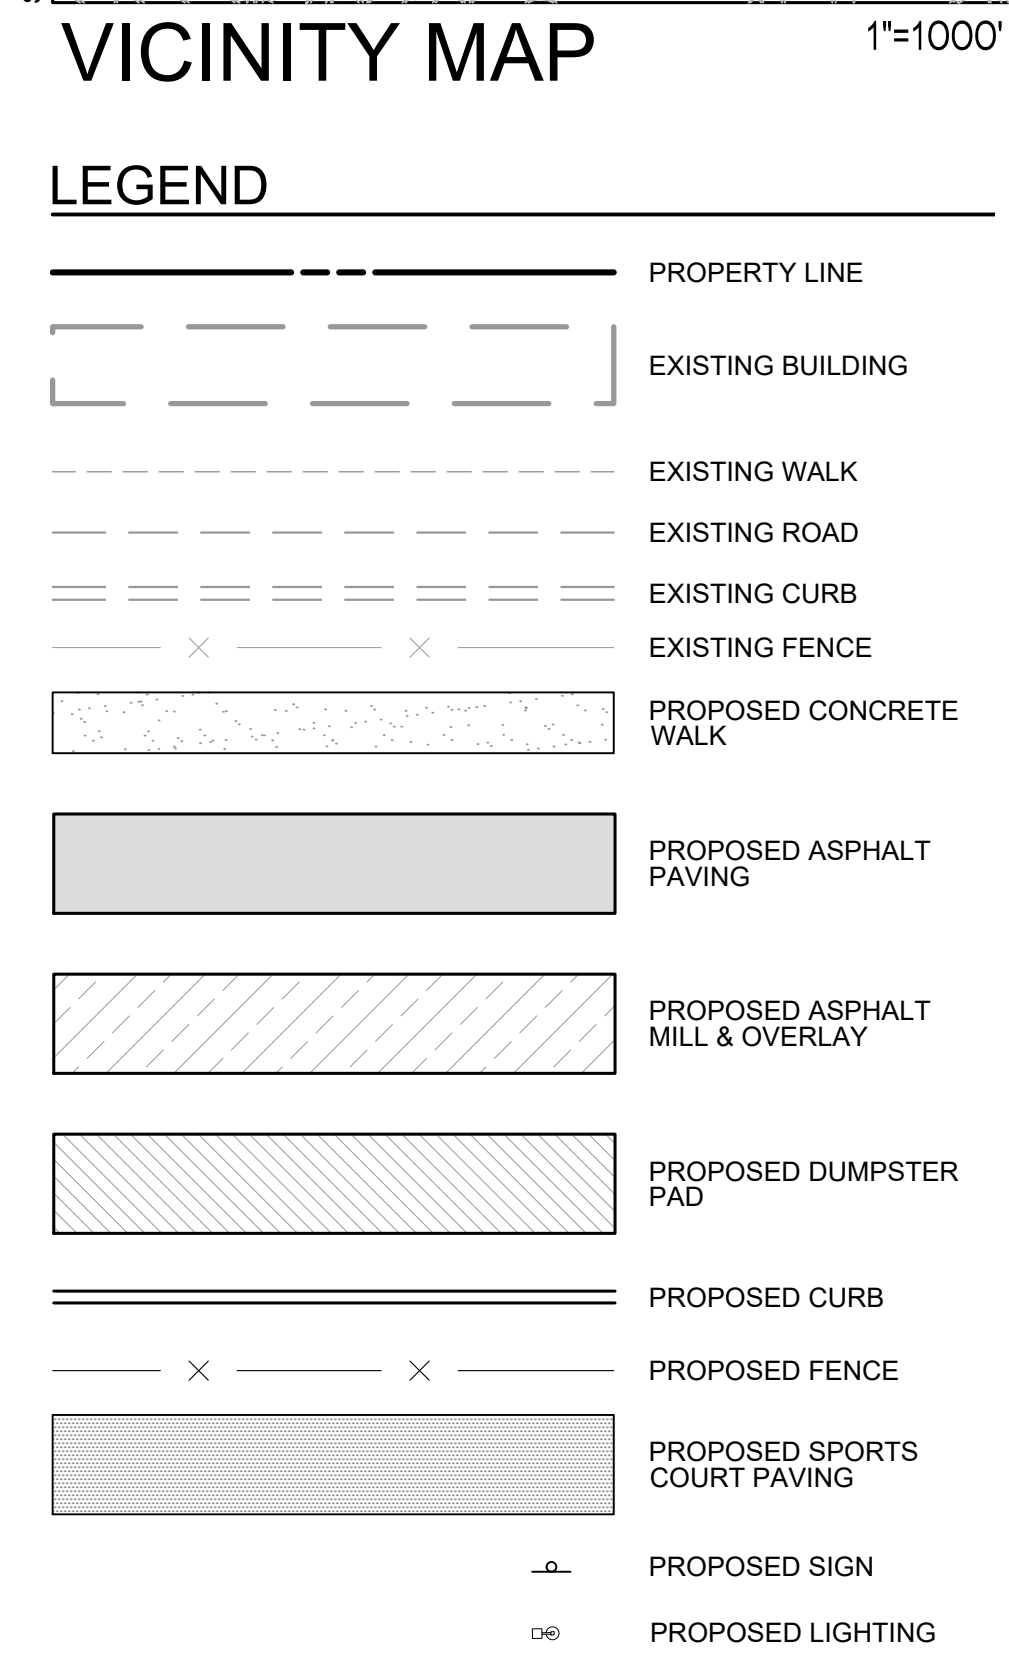 VICINITY MAP
1"=1000'
LEGEND
PROPERTY LINE
EXISTING BUILDING
EXISTING WALK
EXISTING ROAD
EXISTING CURB
EXISTING FENCE
PROPOSED CONCRETE
WALK
PROPOSED ASPHALT
PAVING
PROPOSED ASPHALT
MILL & OVERLAY
PROPOSED DUMPSTER
PAD
PROPOSED CURB
PROPOSED FENCE
PROPOSED SPORTS
COURT PAVING
PROPOSED SIGN
PROPOSED LIGHTING